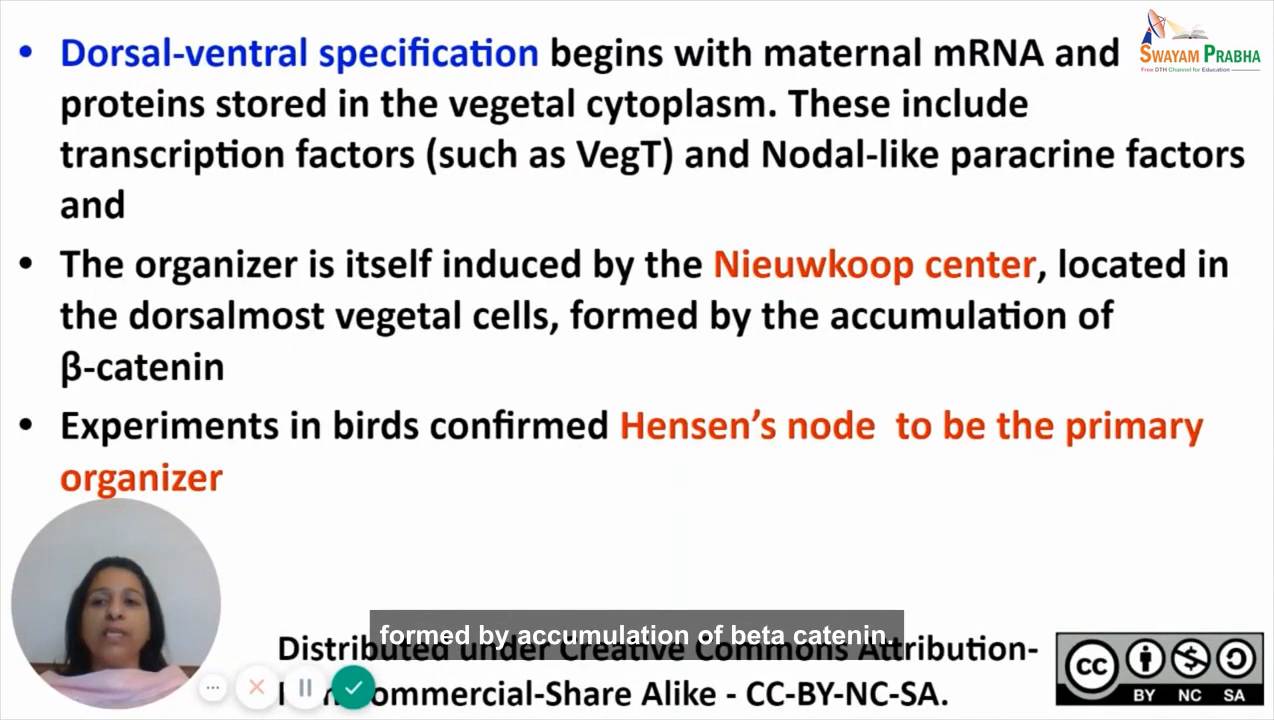 • Dorsal-ventral specification begins with maternal mRNA and
proteins stored in the vegetal cytoplasm. These include
transcription factors (such as VegT) and Nodal-like paracrine factors
and
• The organizer is itself induced by the Nieuwkoop center, located in
the dorsalmost vegetal cells, formed by the accumulation of
β-catenin
• Experiments in birds confirmed Hensen’s node to be the primary
organizer
SWAYAM PRABHA
Free DTH Channel for Education
formed by accumulation of beta catenin.
Distributed under Creative Commons Attribution-
Commercial-Share Alike - CC-BY-NC-SA.
cc
BY NC SA